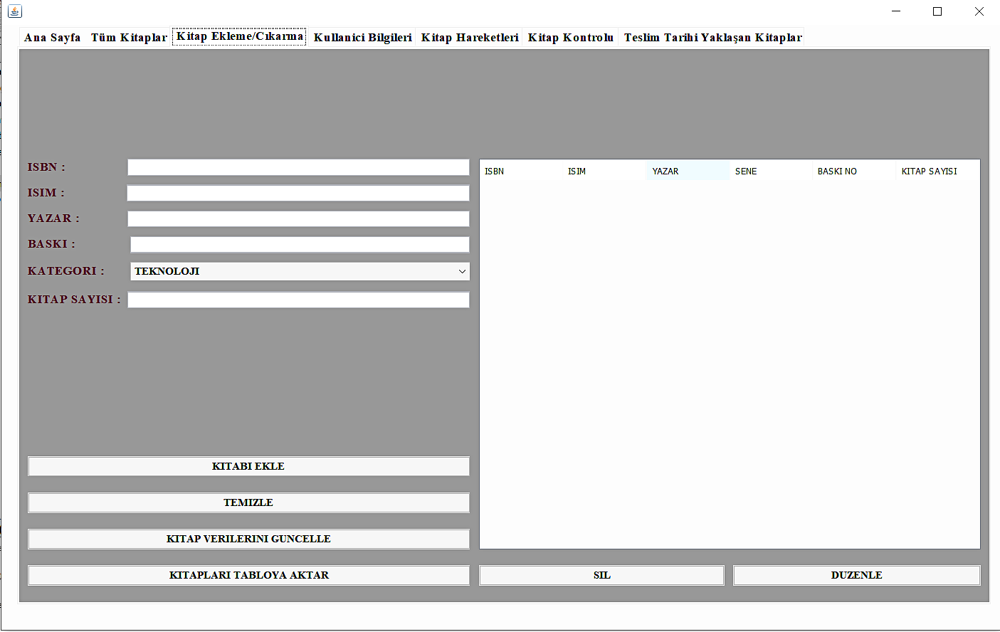 Ana Sayfa Tüm Kitaplar Kitap Ekleme/Cıkarma Kullanici Bilgileri Kitap Hareketleri Kitap Kontrolu Teslim Tarihi Yaklaşan Kitaplar
ISBN :
ISIM :
YAZAR :
BASKI :
KATEGORI : TEKNOLOJI
KITAP SAYISI :
KITABI EKLE
TEMIZLE
KITAP VERILERINI GUNCELLE
KITAPLARI TABLOYA AKTAR
ISBN ISIM YAZAR SENE BASKI NO KITAP SAYISI
SIL DUZENLE